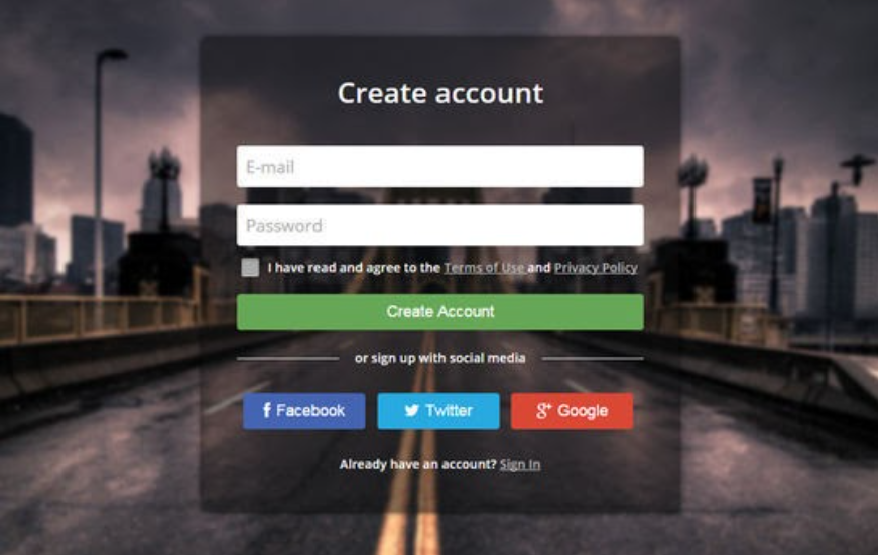 Create account
E-mail
Password
I have read and agree to the Terms of Use and Privacy Policy
Create Account
or sign up with social media
f Facebook
Twitter
g+ Google
Already have an account? Sign In